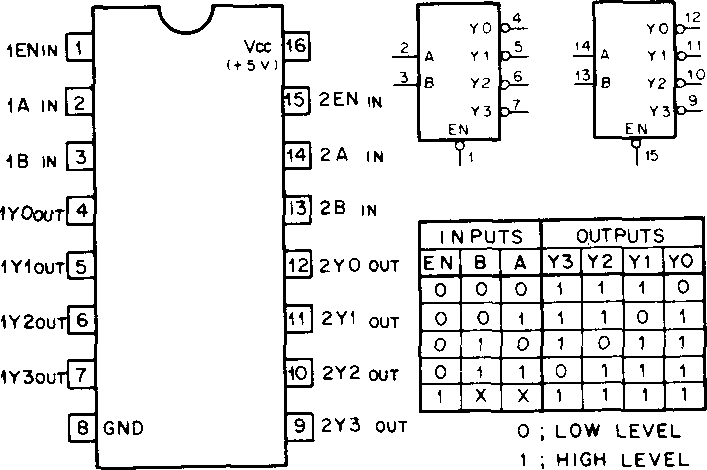 1EN IN 1
1A IN 2
1B IN 3
1Y0OUT 4
1Y1OUT 5
1Y2OUT 6
1Y3OUT 7
8 GND
VCC 16
(+5V)
15 2EN IN
14 2A IN
13 2B IN
12 2Y0 OUT
11 2Y1 OUT
10 2Y2 OUT
9 2Y3 OUT
2 A Y0 4
3 B Y1 5
Y2 6
Y3 7
EN
1
14 A Y0 12
13 B Y1 11
Y2 10
Y3 9
EN
15
INPUTS OUTPUTS
EN B A Y3 Y2 Y1 Y0
0 0 0 1 1 1 0
0 0 1 1 1 0 1
0 1 0 1 0 1 1
0 1 1 0 1 1 1
1 X X 1 1 1 1
0 ; LOW LEVEL
1 ; HIGH LEVEL